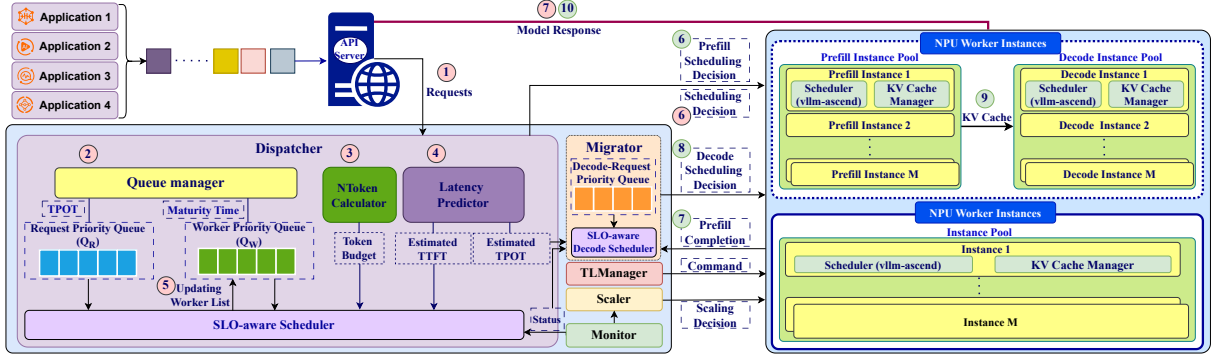 Application 1
Application 2
Application 3
Application 4
API
Server
7 10
Model Response
1
Requests
6
Prefill
Scheduling
Decision
Scheduling
Decision
6
NPU Worker Instances
Prefill Instance Pool
Decode Instance Pool
Prefill Instance 1
Scheduler
(vllm-ascend)
KV Cache
Manager
Prefill Instance 2
Prefill Instance M
9
KV Cache
Decode Instance 1
Scheduler
(vllm-ascend)
KV Cache
Manager
Decode Instance 2
Decode Instance M
Dispatcher
2
Queue manager
3
NToken
Calculator
4
Latency
Predictor
TPOT
Maturity Time
Request Priority Queue
(QR)
Worker Priority Queue
(QW)
Token
Budget
Estimated
TTFT
Estimated
TPOT
5
Updating
Worker List
SLO-aware Scheduler
Migrator
Decode-Request
Priority Queue
SLO-aware
Decode Scheduler
TLManager
Scaler
Monitor
Status
8
Decode
Scheduling
Decision
7
Prefill
Completion
Command
Scaling
Decision
NPU Worker Instances
Instance Pool
Instance 1
Scheduler (vllm-ascend)
KV Cache Manager
Instance M